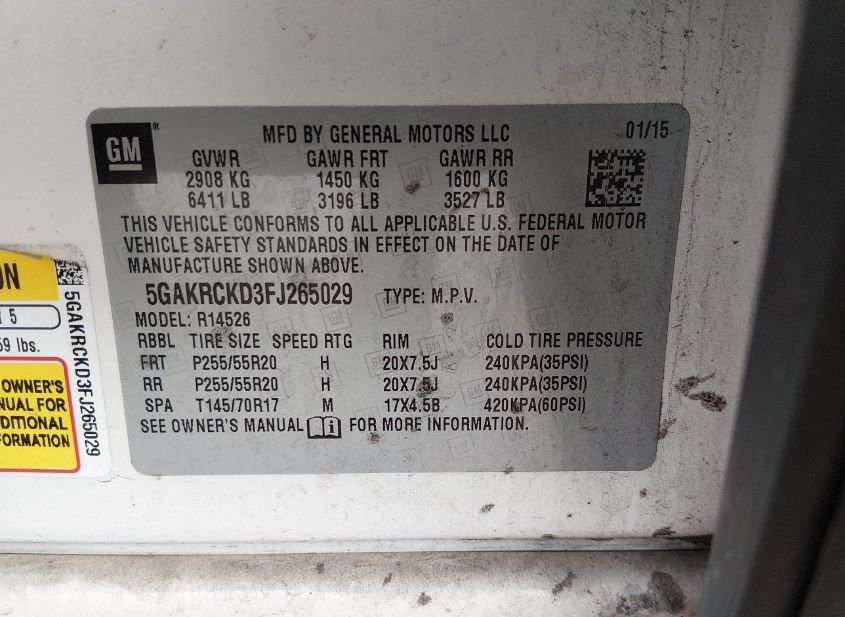 GM®
MFD BY GENERAL MOTORS LLC 01/15
GVWR GAWR FRT GAWR RR
2908 KG 1450 KG 1600 KG
6411 LB 3196 LB 3527 LB
THIS VEHICLE CONFORMS TO ALL APPLICABLE U.S. FEDERAL MOTOR
VEHICLE SAFETY STANDARDS IN EFFECT ON THE DATE OF
MANUFACTURE SHOWN ABOVE.
5GAKRCKD3FJ265029 TYPE: M.P.V.
MODEL: R14526
RBBL TIRE SIZE SPEED RTG RIM COLD TIRE PRESSURE
FRT P255/55R20 H 20X7.5J 240KPA(35PSI)
RR P255/55R20 H 20X7.5J 240KPA(35PSI)
SPA T145/70R17 M 17X4.5B 420KPA(60PSI)
SEE OWNER'S MANUAL FOR MORE INFORMATION.
ON
5
59 lbs.
OWNER'S
NUAL FOR
DITIONAL
FORMATION
5GAKRCKD3FJ265029